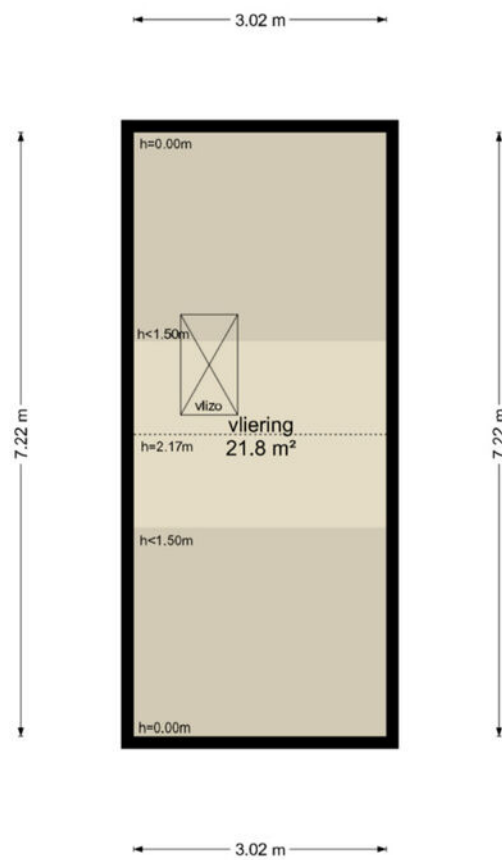 3.02 m
h=0.00m
h<1.50m
vlizo
vliering
7.22 m
7.22 m
h=2.17m
21.8 m²
h<1.50m
h=0.00m
3.02 m